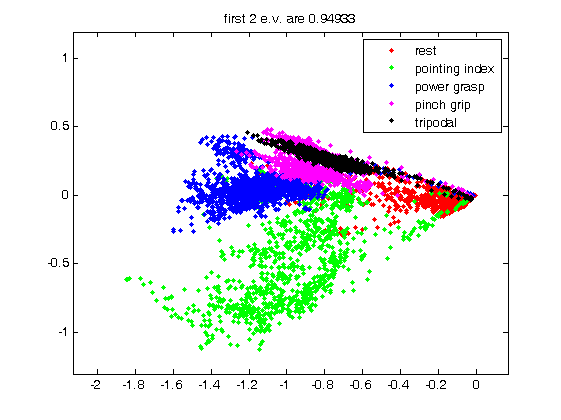 first 2 e.v. are 0.94933
1
0.5
0
-0.5
-1
rest
pointing index
power grasp
pinch grip
tripodal
-2 -1.8 -1.6 -1.4 -1.2 -1 -0.8 -0.6 -0.4 -0.2 0